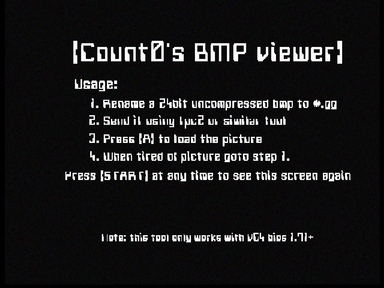 [Count0's BMP viewer]
Usage:
1. Rename a 24bit uncompressed bmp to *.gg
2. Send it using lpc2 or similar tool
3. Press [A] to load the picture
4. When tired of picture goto step 1.
Press [START] at any time to see this screen again
Note: this tool only works with V64 bios 1.71+